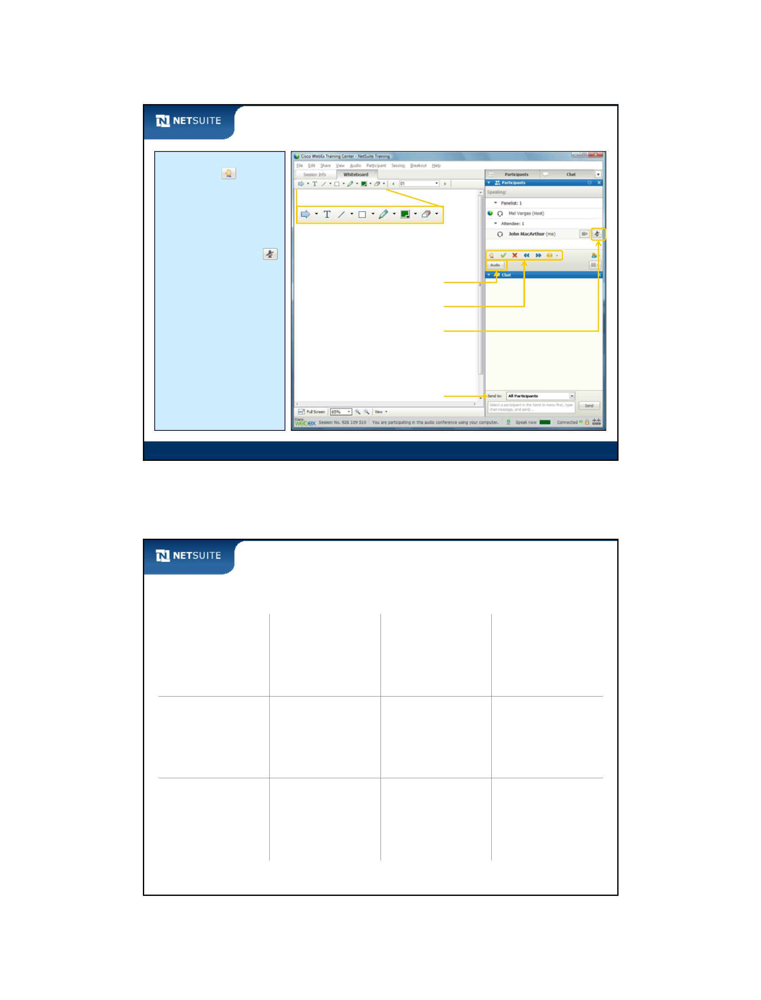 NETSUITE
Cisco WebEx Training Center - NetSuite Training
File Edit Share View Audio Participant Session Breakout Help
Session Info Whiteboard
01
Participants Chat
Participants
Speaking:
Panelist: 1
Mel Vargas (Host)
Attendee: 1
John MacArthur (me)
Audio
Chat
Send to: All Participants
Select a participant in the Send to menu first, type
chat message, and send...
Send
Full Screen 65% View
Cisco webex Session No. 926 109 510 You are participating in this audio conference using your computer. Speak now Connected CISCO
NETSUITE